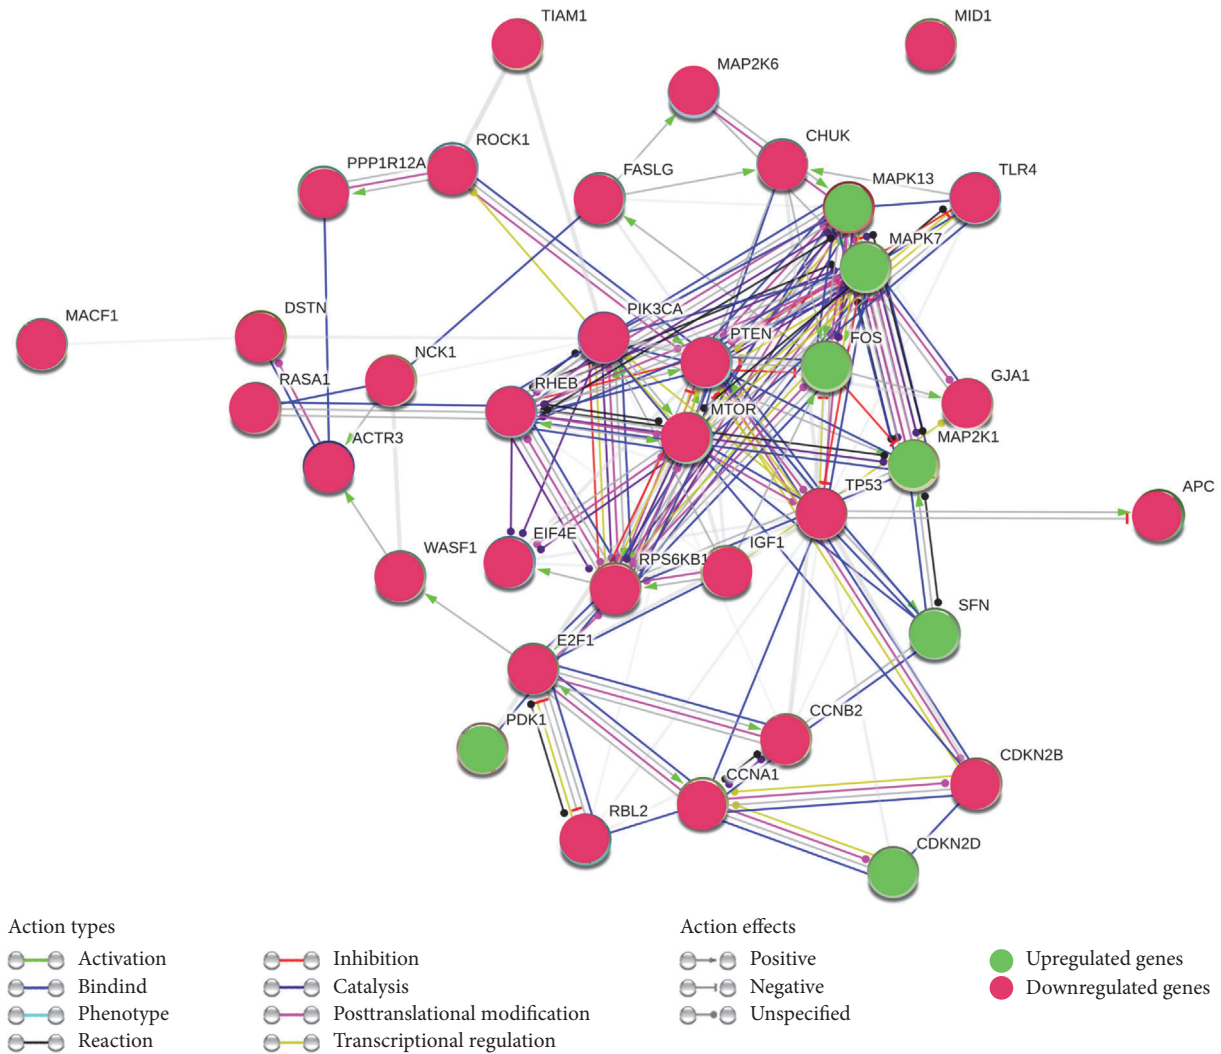 TIAM1
MID1
MAP2K6
ROCK1
CHUK
PPP1R12A
FASLG
TLR4
MAPK13
MAPK7
MACF1
DSTN
PIK3CA
PTEN
FOS
NCK1
RASA1
RHEB
GJA1
MTOR
ACTR3
MAP2K1
TP53
APC
WASF1
EIF4E
IGF1
RPS6KB1
SFN
E2F1
PDK1
CCNB2
CDKN2B
CCNA1
RBL2
CDKN2D
Action types
Activation
Bindind
Phenotype
Reaction
Inhibition
Catalysis
Posttranslational modification
Transcriptional regulation
Action effects
Positive
Negative
Unspecified
Upregulated genes
Downregulated genes